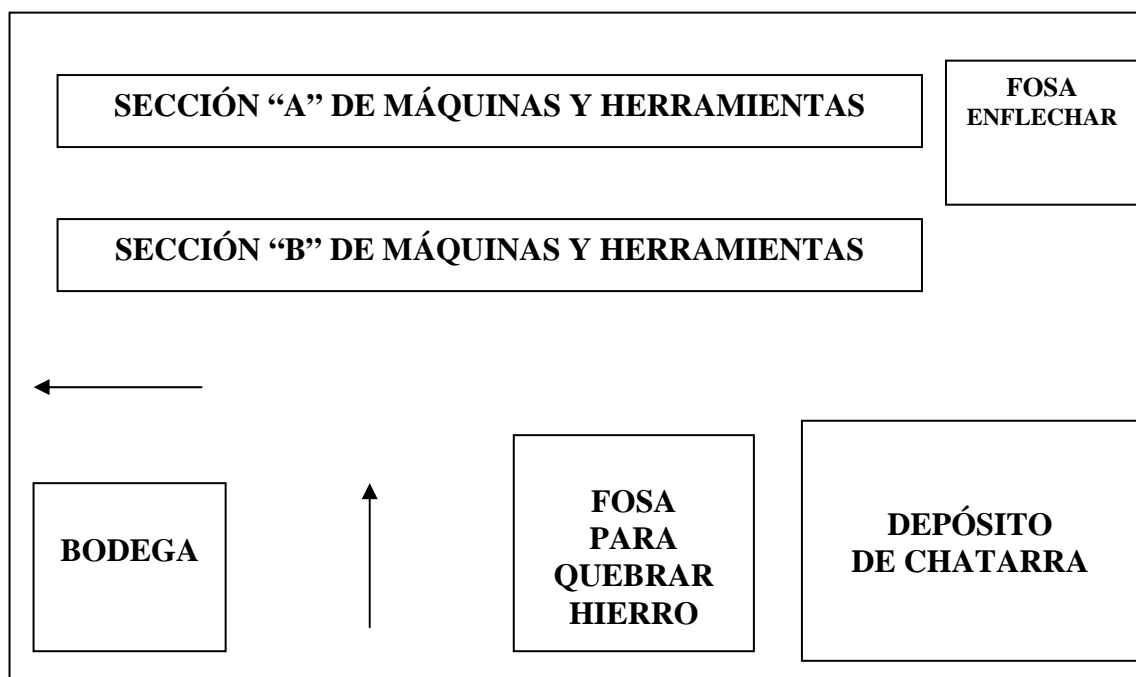 SECCIÓN “A” DE MÁQUINAS Y HERRAMIENTAS
FOSA
ENFLECHAR
SECCIÓN “B” DE MÁQUINAS Y HERRAMIENTAS
BODEGA
FOSA
PARA
QUEBRAR
HIERRO
DEPÓSITO
DE CHATARRA